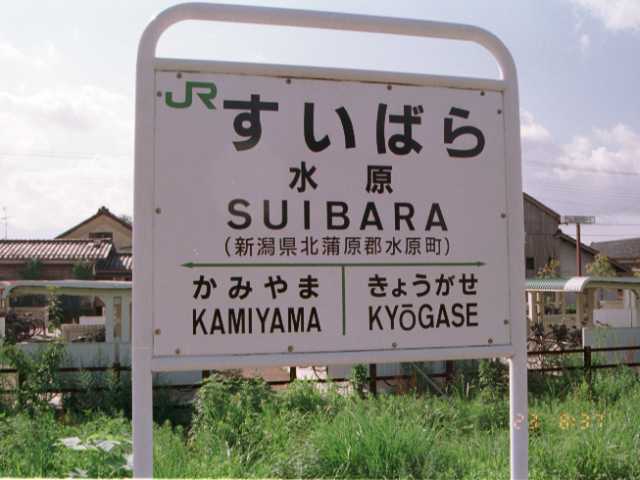 JR すいばら
水原
SUIBARA
(新潟県北蒲原郡水原町)
かみやま きょうがせ
KAMIYAMA KYŌGASE